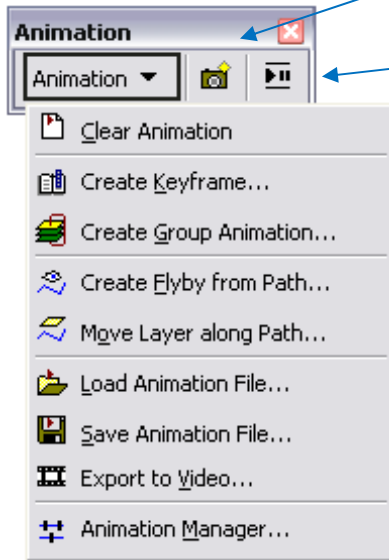 Animation
Animation
Clear Animation
Create Keyframe...
Create Group Animation...
Create Flyby from Path...
Move Layer along Path...
Load Animation File...
Save Animation File...
Export to Video...
Animation Manager...